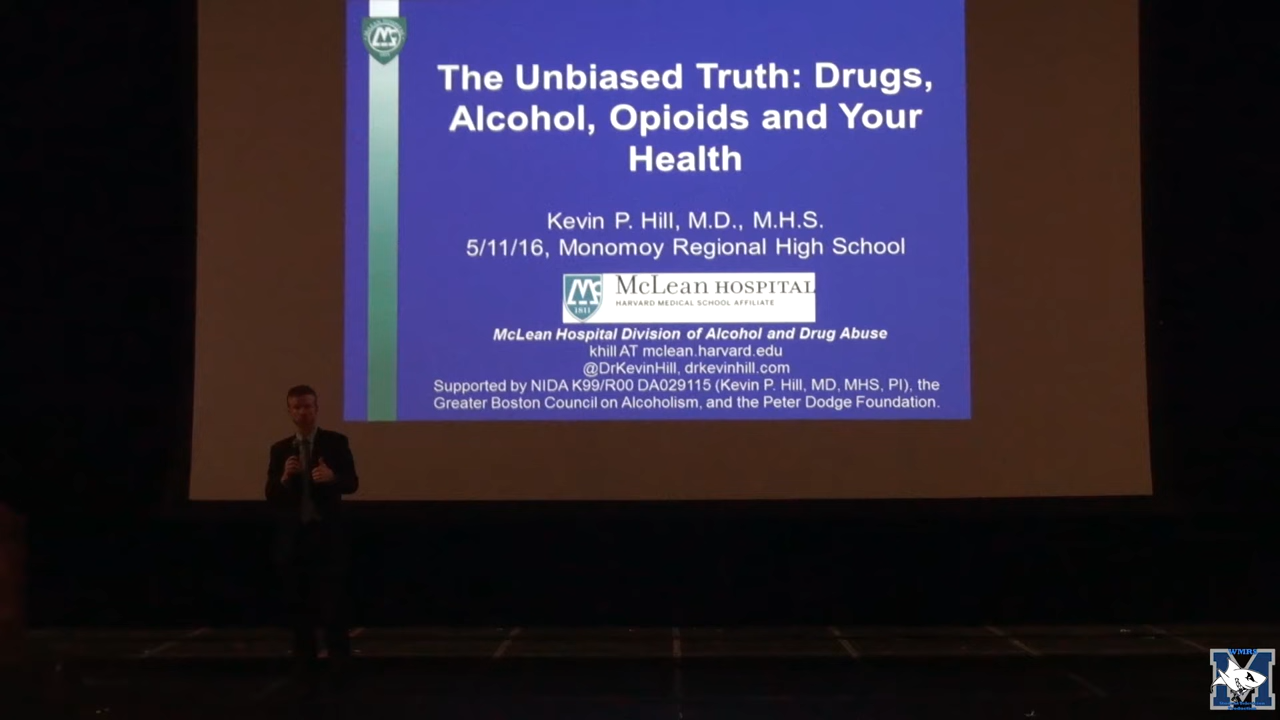 The Unbiased Truth: Drugs,
Alcohol, Opioids and Your
Health
Kevin P. Hill, M.D., M.H.S.
5/11/16, Monomoy Regional High School
1811
McLean HOSPITAL
HARVARD MEDICAL SCHOOL AFFILIATE
McLean Hospital Division of Alcohol and Drug Abuse
khill AT mclean.harvard.edu
@DrKevinHill, drkevinhill.com
Supported by NIDA K99/R00 DA029115 (Kevin P. Hill, MD, MHS, PI), the
Greater Boston Council on Alcoholism, and the Peter Dodge Foundation.
WMRS
M